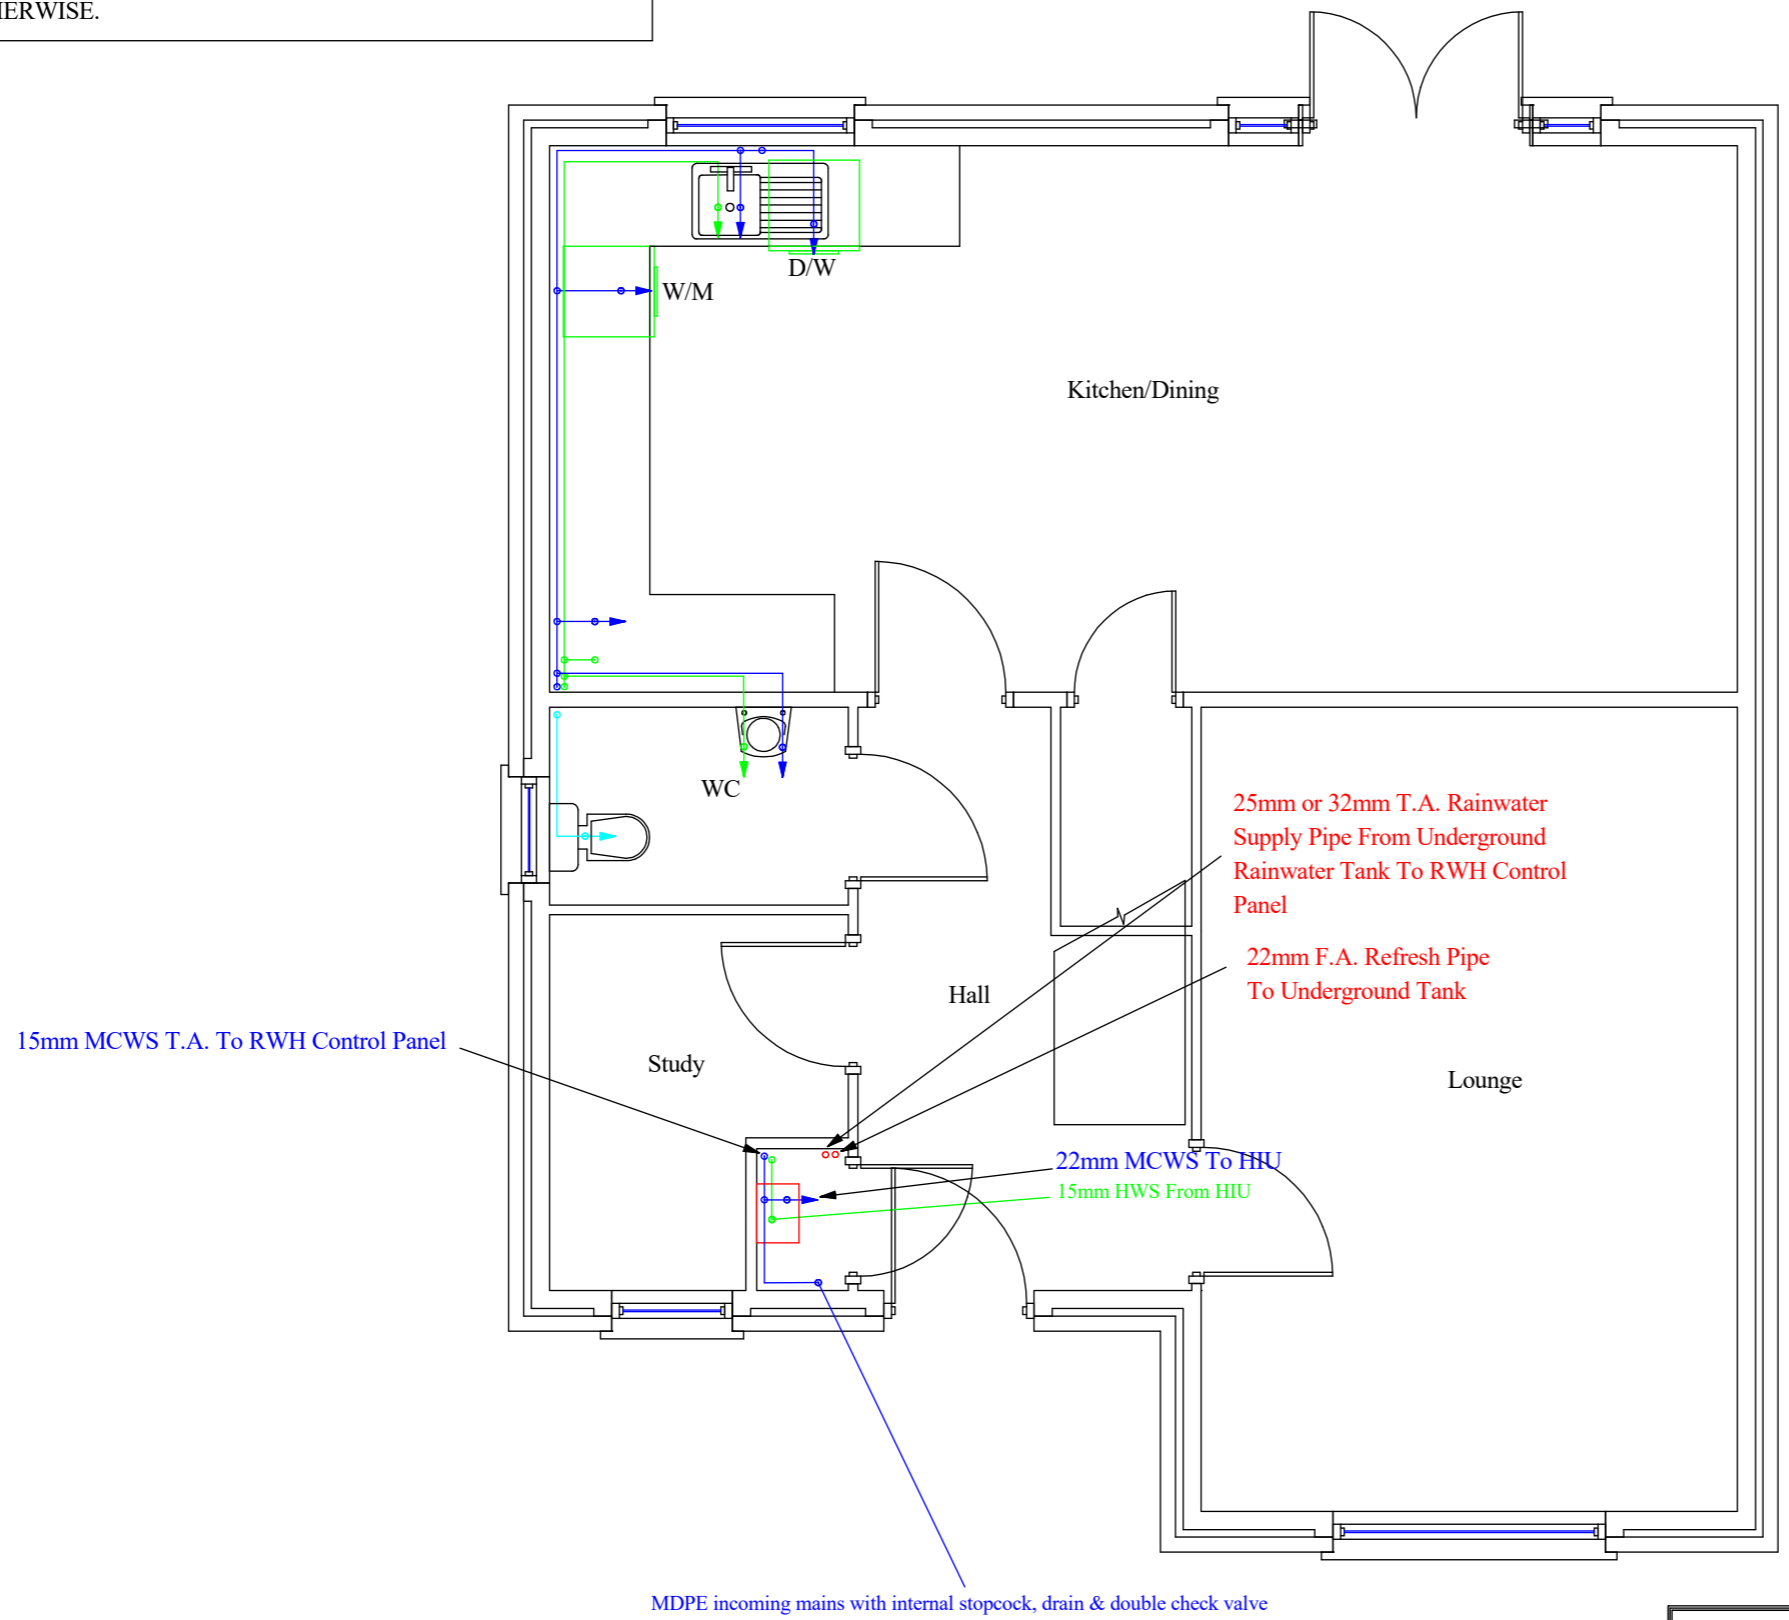 ERWISE.
D/W
W/M
Kitchen/Dining
WC
25mm or 32mm T.A. Rainwater
Supply Pipe From Underground
Rainwater Tank To RWH Control
Panel
22mm F.A. Refresh Pipe
To Underground Tank
Hall
15mm MCWS T.A. To RWH Control Panel
Study
Lounge
22mm MCWS To HIU
15mm HWS From HIU
MDPE incoming mains with internal stopcock, drain & double check valve